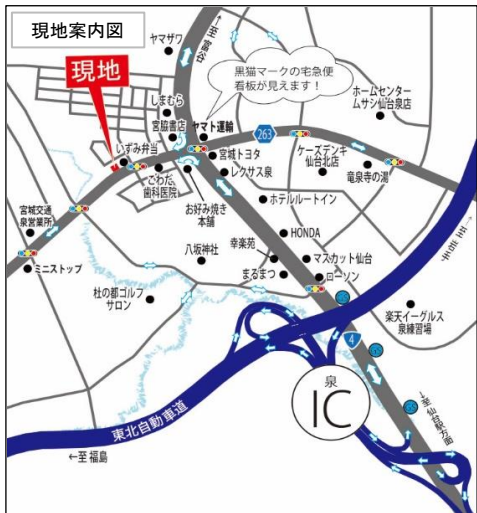 現地案内図
←至 富谷
ヤマザワ
現地
黒猫マークの宅急便
看板が見えます!
しまむら
宮脇書店
ヤマト運輸
263
ホームセンター
ムサシ仙台泉店
いずみ弁当
宮城トヨタ
ケーズデンキ
仙台北店
ごわだ
歯科医院
レクサス泉
竜泉寺の湯
お好み焼き
本舗
ホテルルートイン
宮城交通
泉営業所
HONDA
八坂神社
幸楽苑
マスカット仙台
ミニストップ
まるまつ
ローソン
杜の都ゴルフ
サロン
楽天イーグルス
泉練習場
4
泉
IC
東北自動車道
←至 福島